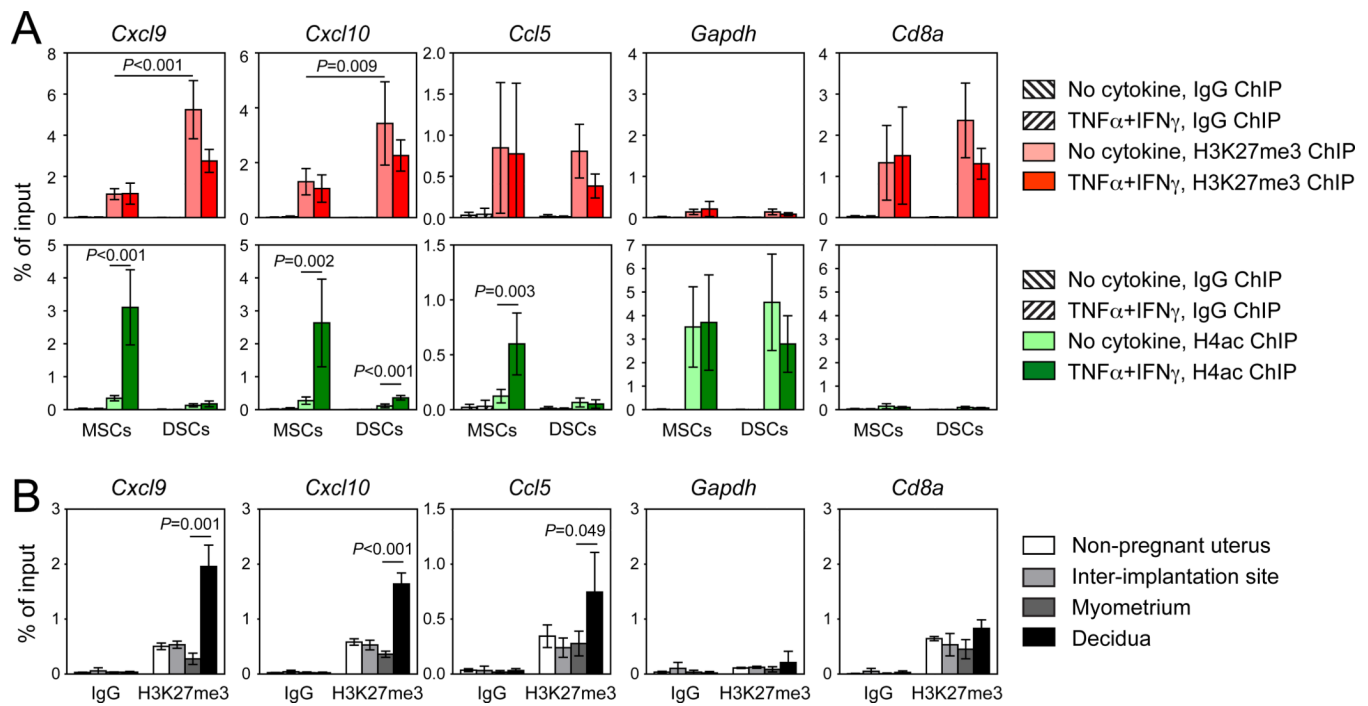 A
Cxcl9 Cxcl10 Ccl5 Gapdh Cd8a
8 6 2.0 4 4
P<0.001 P=0.009
6 1.5 3 3
4 4 1.0 2 2
2 2 0.5 1 1
0 0 0.0 0 0
No cytokine, IgG ChIP
TNFα+IFNγ, IgG ChIP
No cytokine, H3K27me3 ChIP
TNFα+IFNγ, H3K27me3 ChIP
% of input
5 6 1.5 7 7
P<0.001 P=0.002 P=0.003
4 5 1.0 6 6
3 4 0.5 5 5
2 3 0.0 4 4
1 2 3 3
0 1 2 2
0 1 1
0 0
P<0.001
No cytokine, IgG ChIP
TNFα+IFNγ, IgG ChIP
No cytokine, H4ac ChIP
TNFα+IFNγ, H4ac ChIP
MSCs DSCs MSCs DSCs MSCs DSCs MSCs DSCs MSCs DSCs
B
Cxcl9 Cxcl10 Ccl5 Gapdh Cd8a
3 3 1.5 3 3
P=0.001 P<0.001 P=0.049
2 2 1.0 2 2
1 1 0.5 1 1
0 0 0.0 0 0
% of input
IgG H3K27me3 IgG H3K27me3 IgG H3K27me3 IgG H3K27me3 IgG H3K27me3
Non-pregnant uterus
Inter-implantation site
Myometrium
Decidua